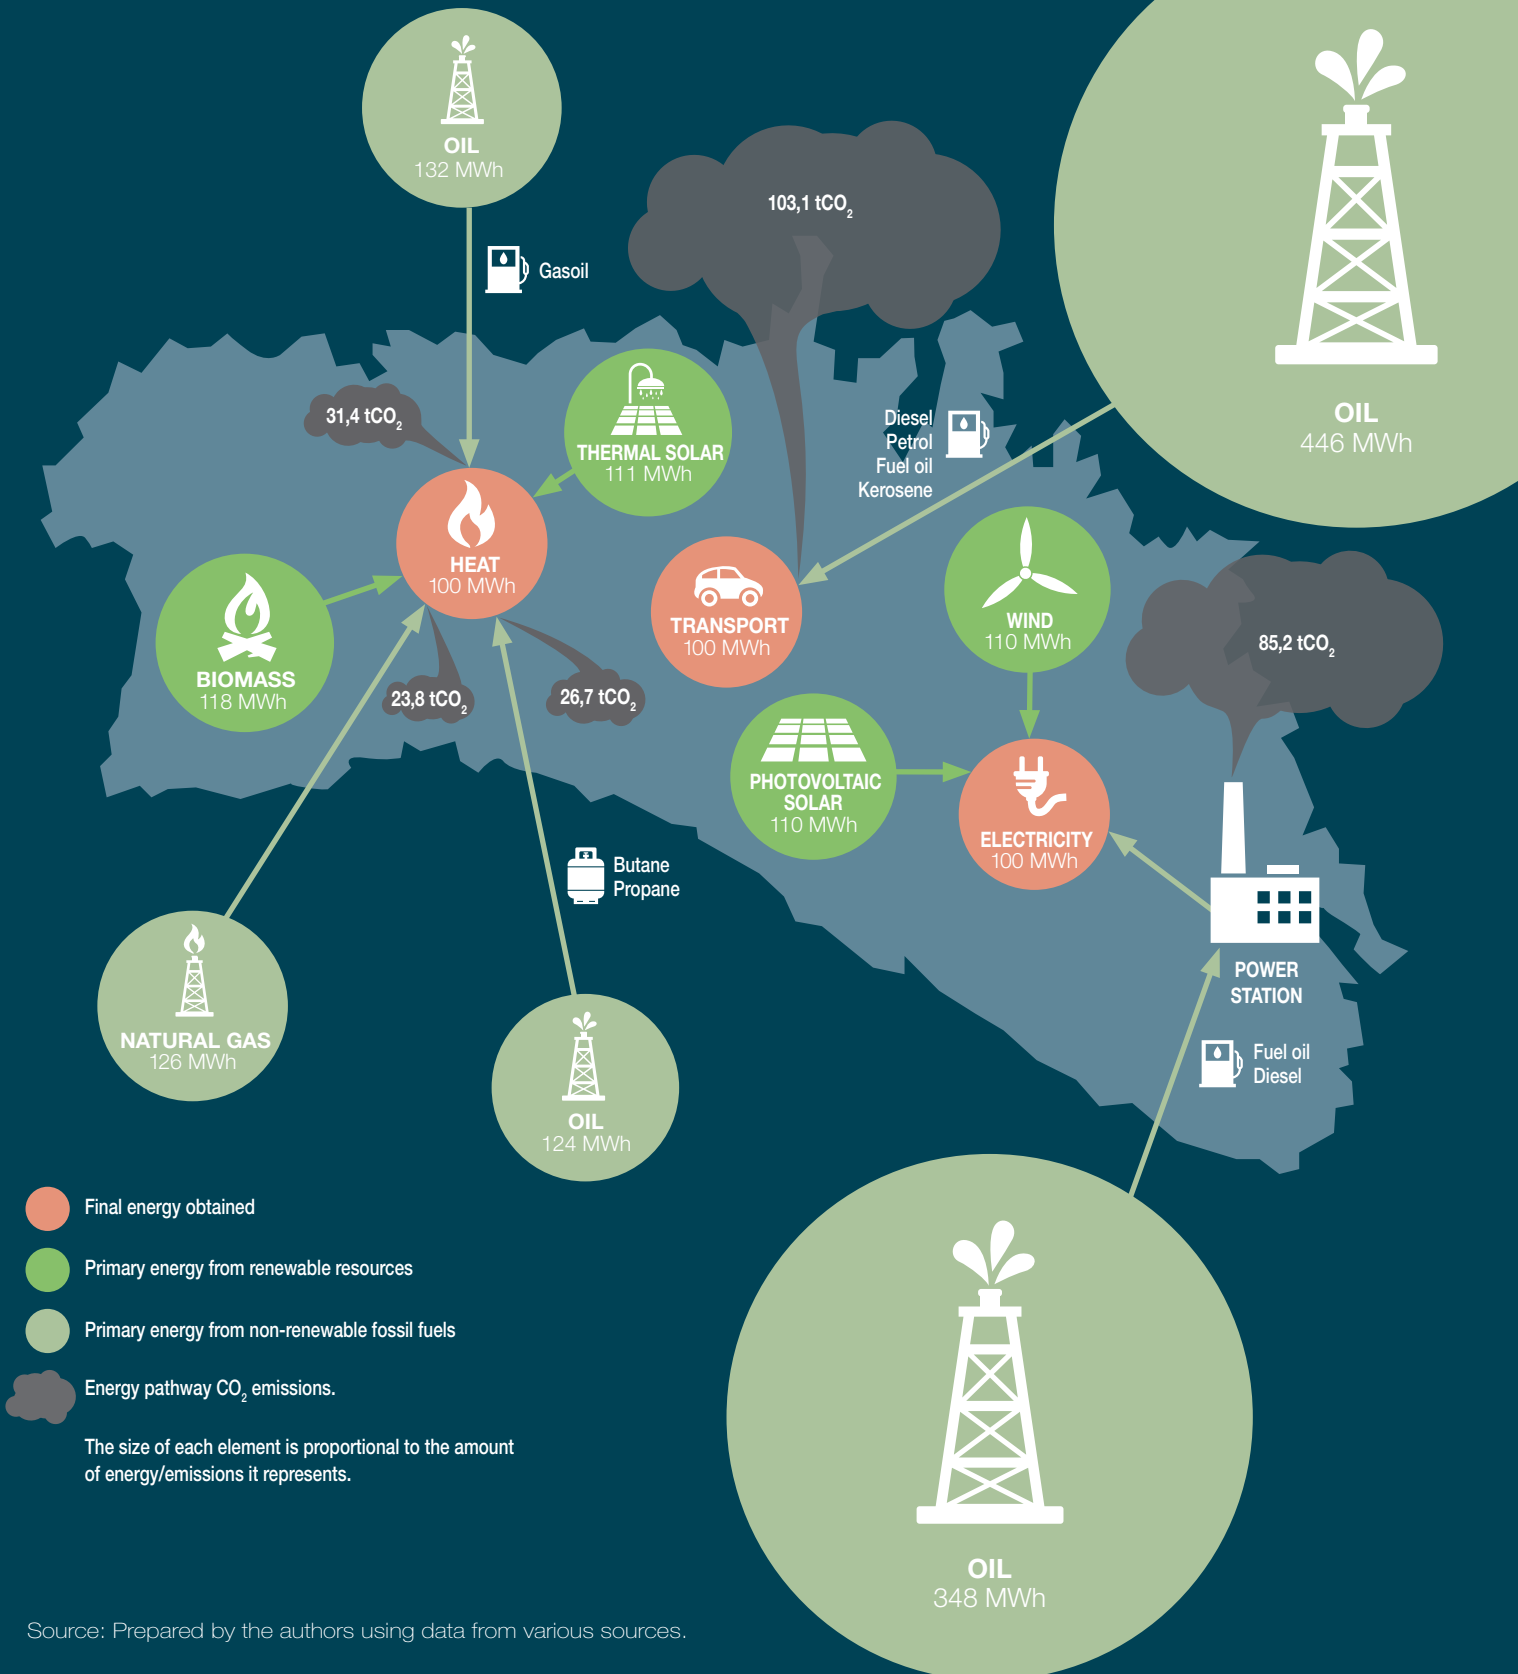 OIL
132 MWh
Gasoil
103,1 tCO2
OIL
446 MWh
31,4 tCO2
THERMAL SOLAR
111 MWh
Diesel
Petrol
Fuel oil
Kerosene
HEAT
100 MWh
TRANSPORT
100 MWh
WIND
110 MWh
85,2 tCO2
BIOMASS
118 MWh
23,8 tCO2
26,7 tCO2
PHOTOVOLTAIC
SOLAR
110 MWh
ELECTRICITY
100 MWh
Butane
Propane
POWER
STATION
NATURAL GAS
126 MWh
Fuel oil
Diesel
OIL
124 MWh
Final energy obtained
Primary energy from renewable resources
Primary energy from non-renewable fossil fuels
Energy pathway CO2 emissions.
The size of each element is proportional to the amount
of energy/emissions it represents.
OIL
348 MWh
Source: Prepared by the authors using data from various sources.